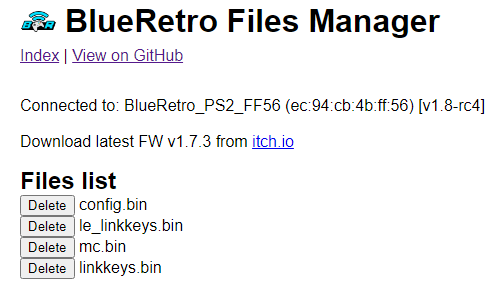 BlueRetro Files Manager
Index | View on GitHub
Connected to: BlueRetro_PS2_FF56 (ec:94:cb:4b:ff:56) [v1.8-rc4]
Download latest FW v1.7.3 from itch.io
Files list
Delete config.bin
Delete le_linkkeys.bin
Delete mc.bin
Delete linkkeys.bin